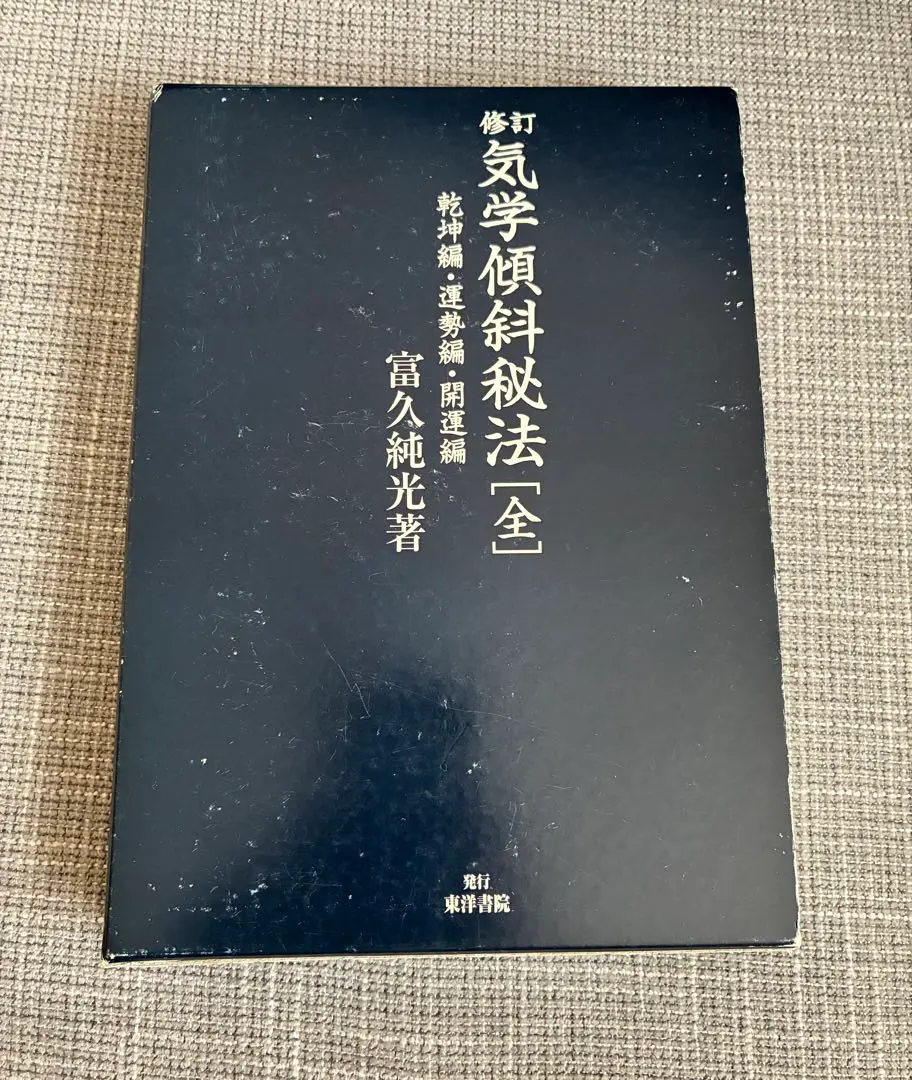 修訂
気学傾斜秘法［全］
乾坤編・運勢編・開運編
富久純光著
発行
東洋書院